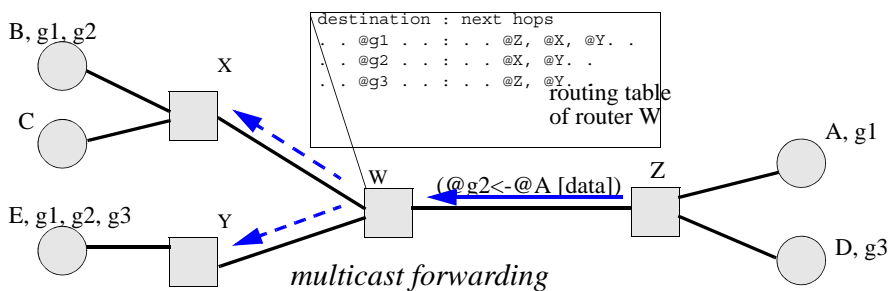 destination : next hops
. . @g1 . . : . . @Z, @X, @Y. .
. . @g2 . . : . . @X, @Y. .
. . @g3 . . : . . @Z, @Y. .
routing table
of router W
B, g1, g2
X
C
W
(@g2<-@A [data])
Z
A, g1
E, g1, g2, g3
Y
D, g3
multicast forwarding